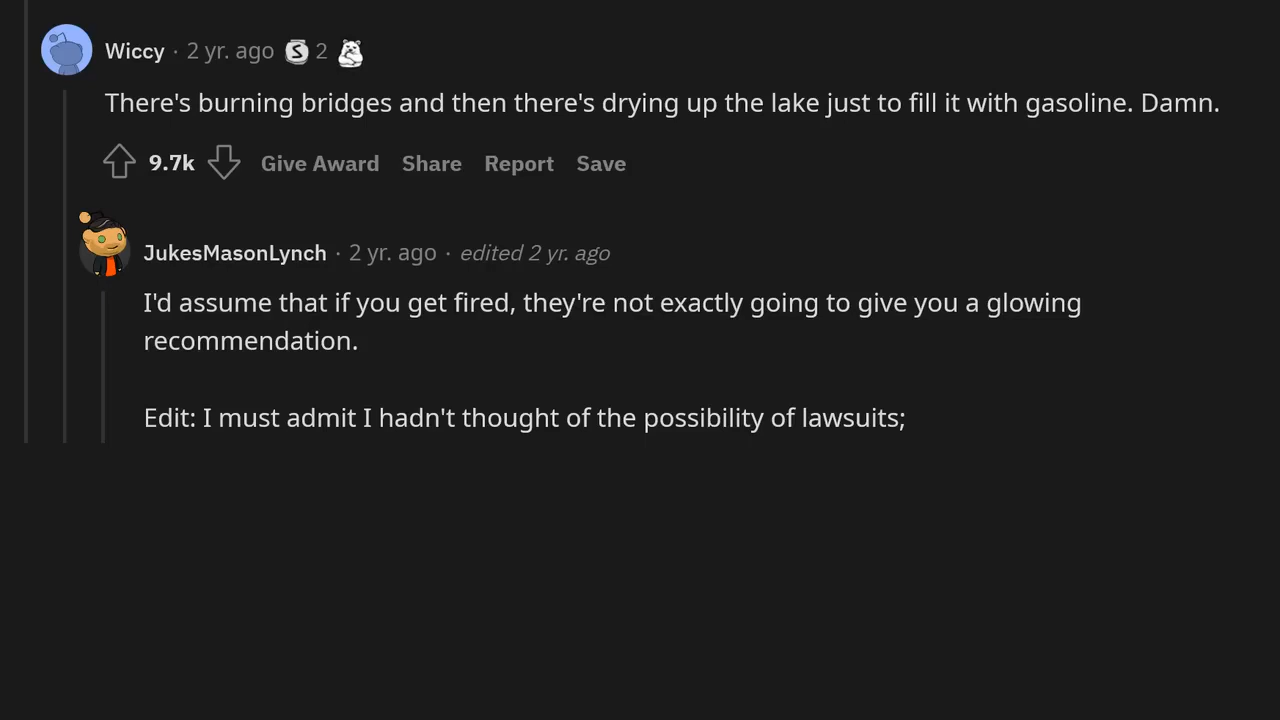 Wiccy · 2 yr. ago S 2
There's burning bridges and then there's drying up the lake just to fill it with gasoline. Damn.
9.7k Give Award Share Report Save
JukesMasonLynch · 2 yr. ago · edited 2 yr. ago
I'd assume that if you get fired, they're not exactly going to give you a glowing
recommendation.
Edit: I must admit I hadn't thought of the possibility of lawsuits;